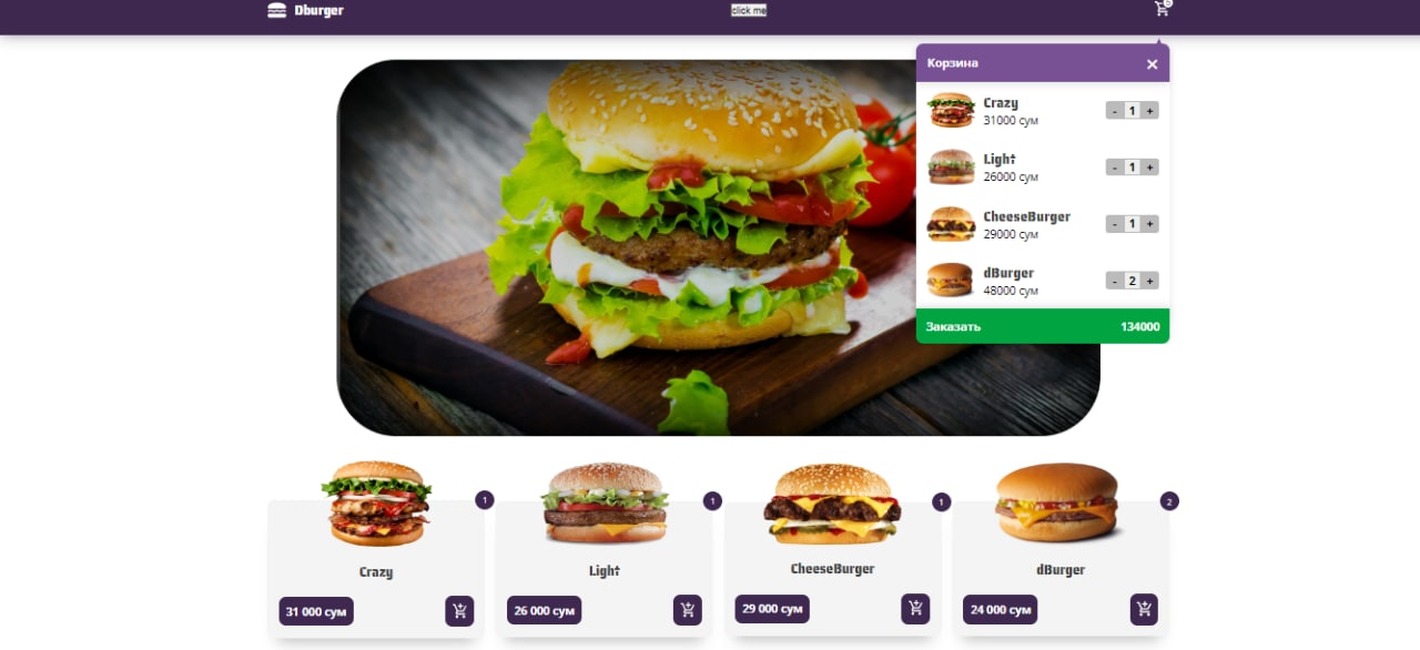 Dburger
click me
Корзина
Crazy
31000 сум
- 1 +
Light
26000 сум
- 1 +
CheeseBurger
29000 сум
- 1 +
dBurger
48000 сум
- 2 +
Заказать 134000
1
Crazy
31 000 сум
1
Light
26 000 сум
1
CheeseBurger
29 000 сум
2
dBurger
24 000 сум